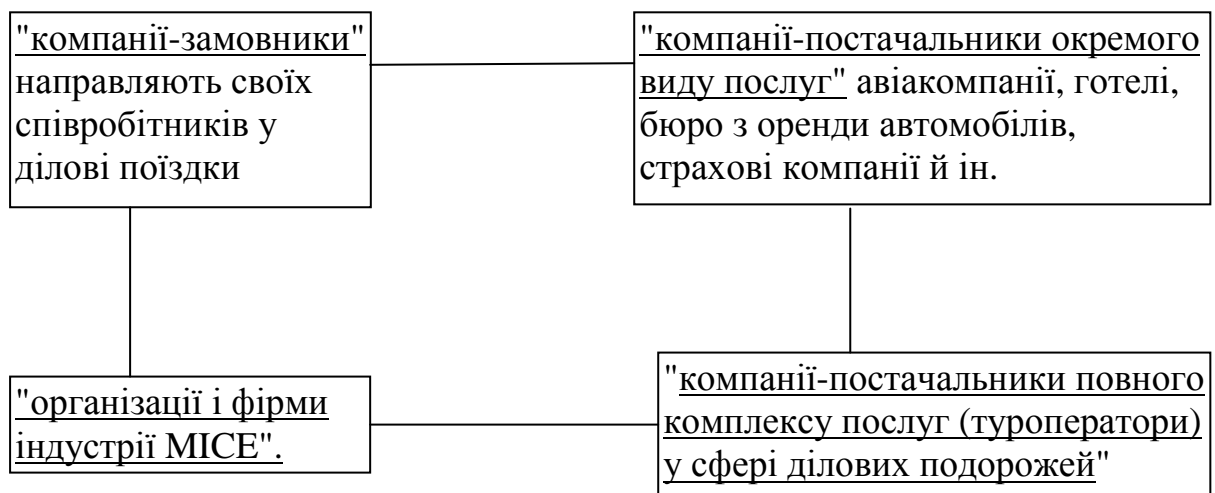 "компанії-замовники"
направляють своїх
співробітників у
ділові поїздки
"компанії-постачальники окремого
виду послуг" авіакомпанії, готелі,
бюро з оренди автомобілів,
страхові компанії й ін.
"організації і фірми
індустрії MICE".
"компанії-постачальники повного
комплексу послуг (туроператори)
у сфері ділових подорожей"